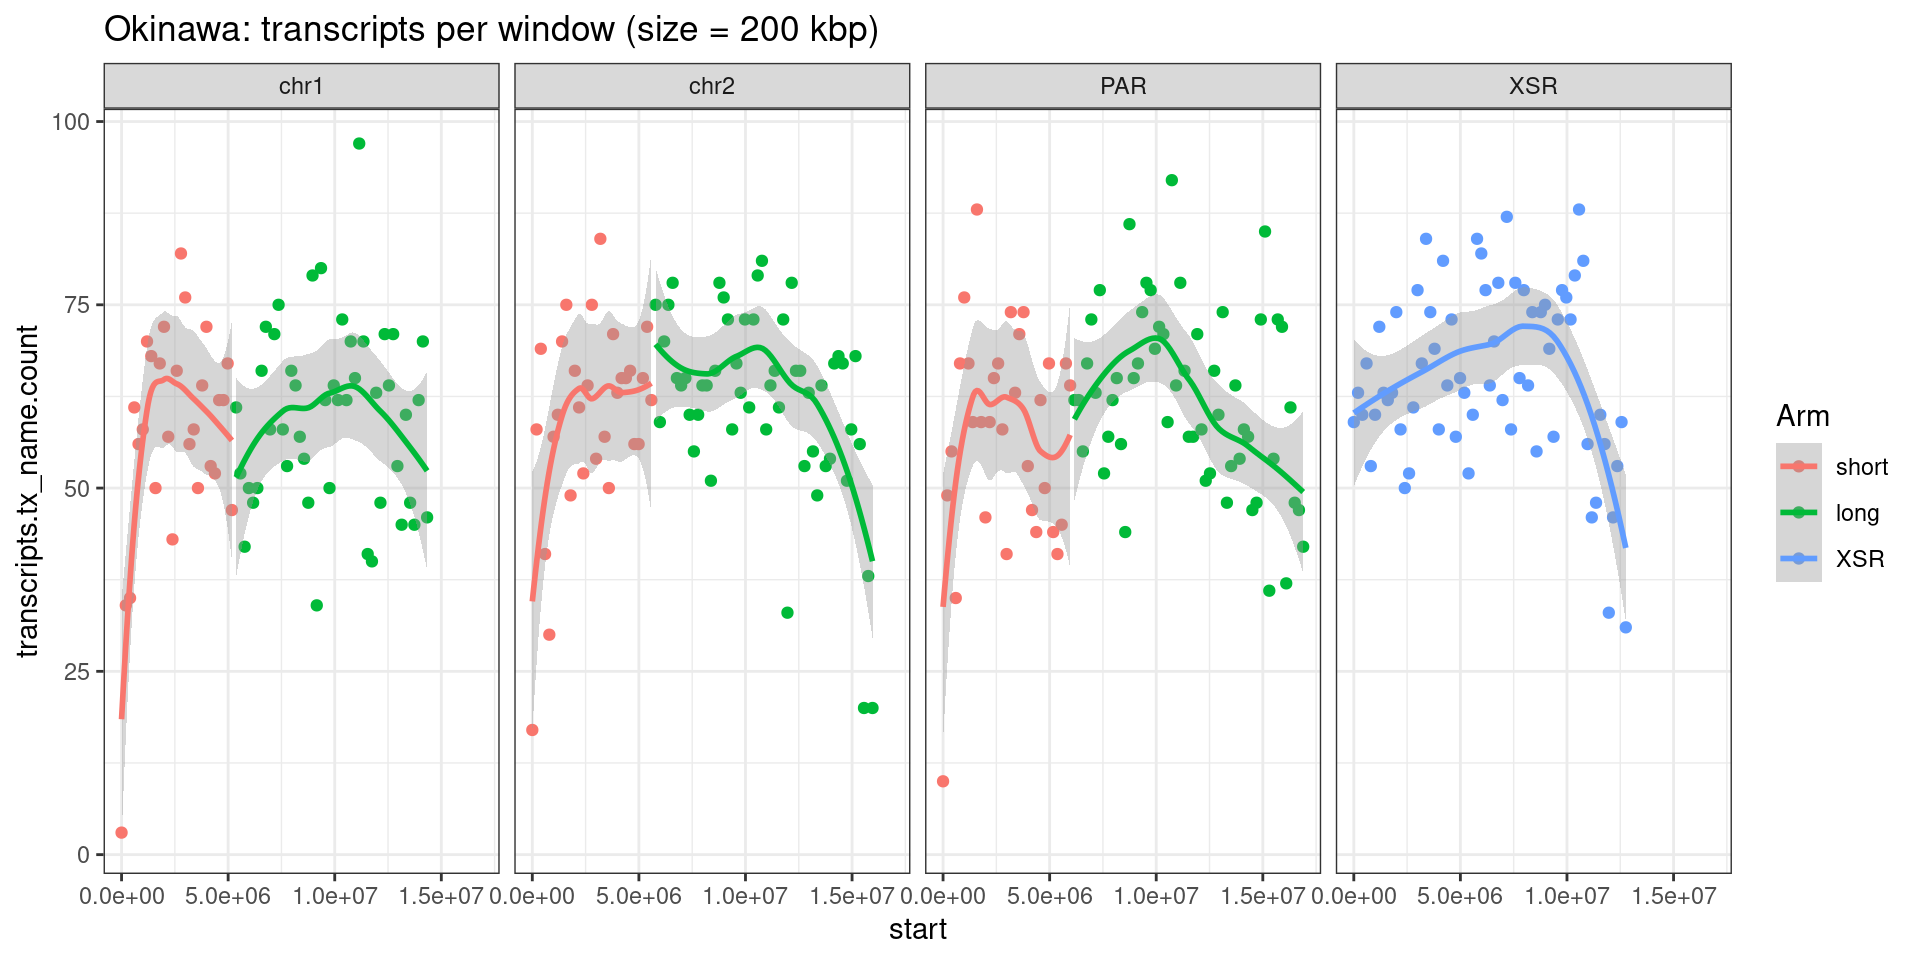 Okinawa: transcripts per window (size = 200 kbp)
chr1 chr2 PAR XSR
transcripts.tx_name.count
100
75
50
25
0
0.0e+00 5.0e+06 1.0e+07 1.5e+07 0.0e+00 5.0e+06 1.0e+07 1.5e+07 0.0e+00 5.0e+06 1.0e+07 1.5e+07 0.0e+00 5.0e+06 1.0e+07 1.5e+07
start
Arm
short
long
XSR